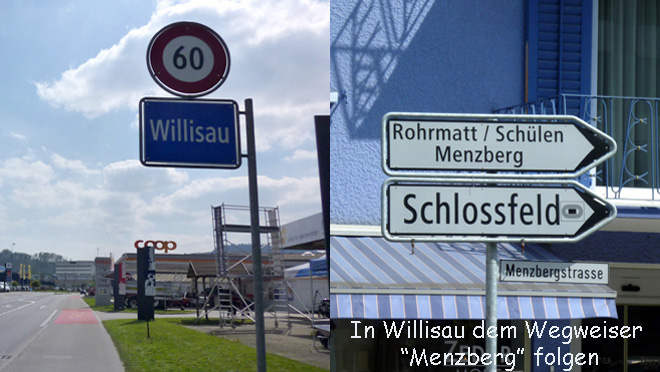 60
Willisau
coop
Rohrmatt / Schülen
Menzberg
Schlossfeld
Menzbergstrasse
In Willisau dem Wegweiser
“Menzberg” folgen